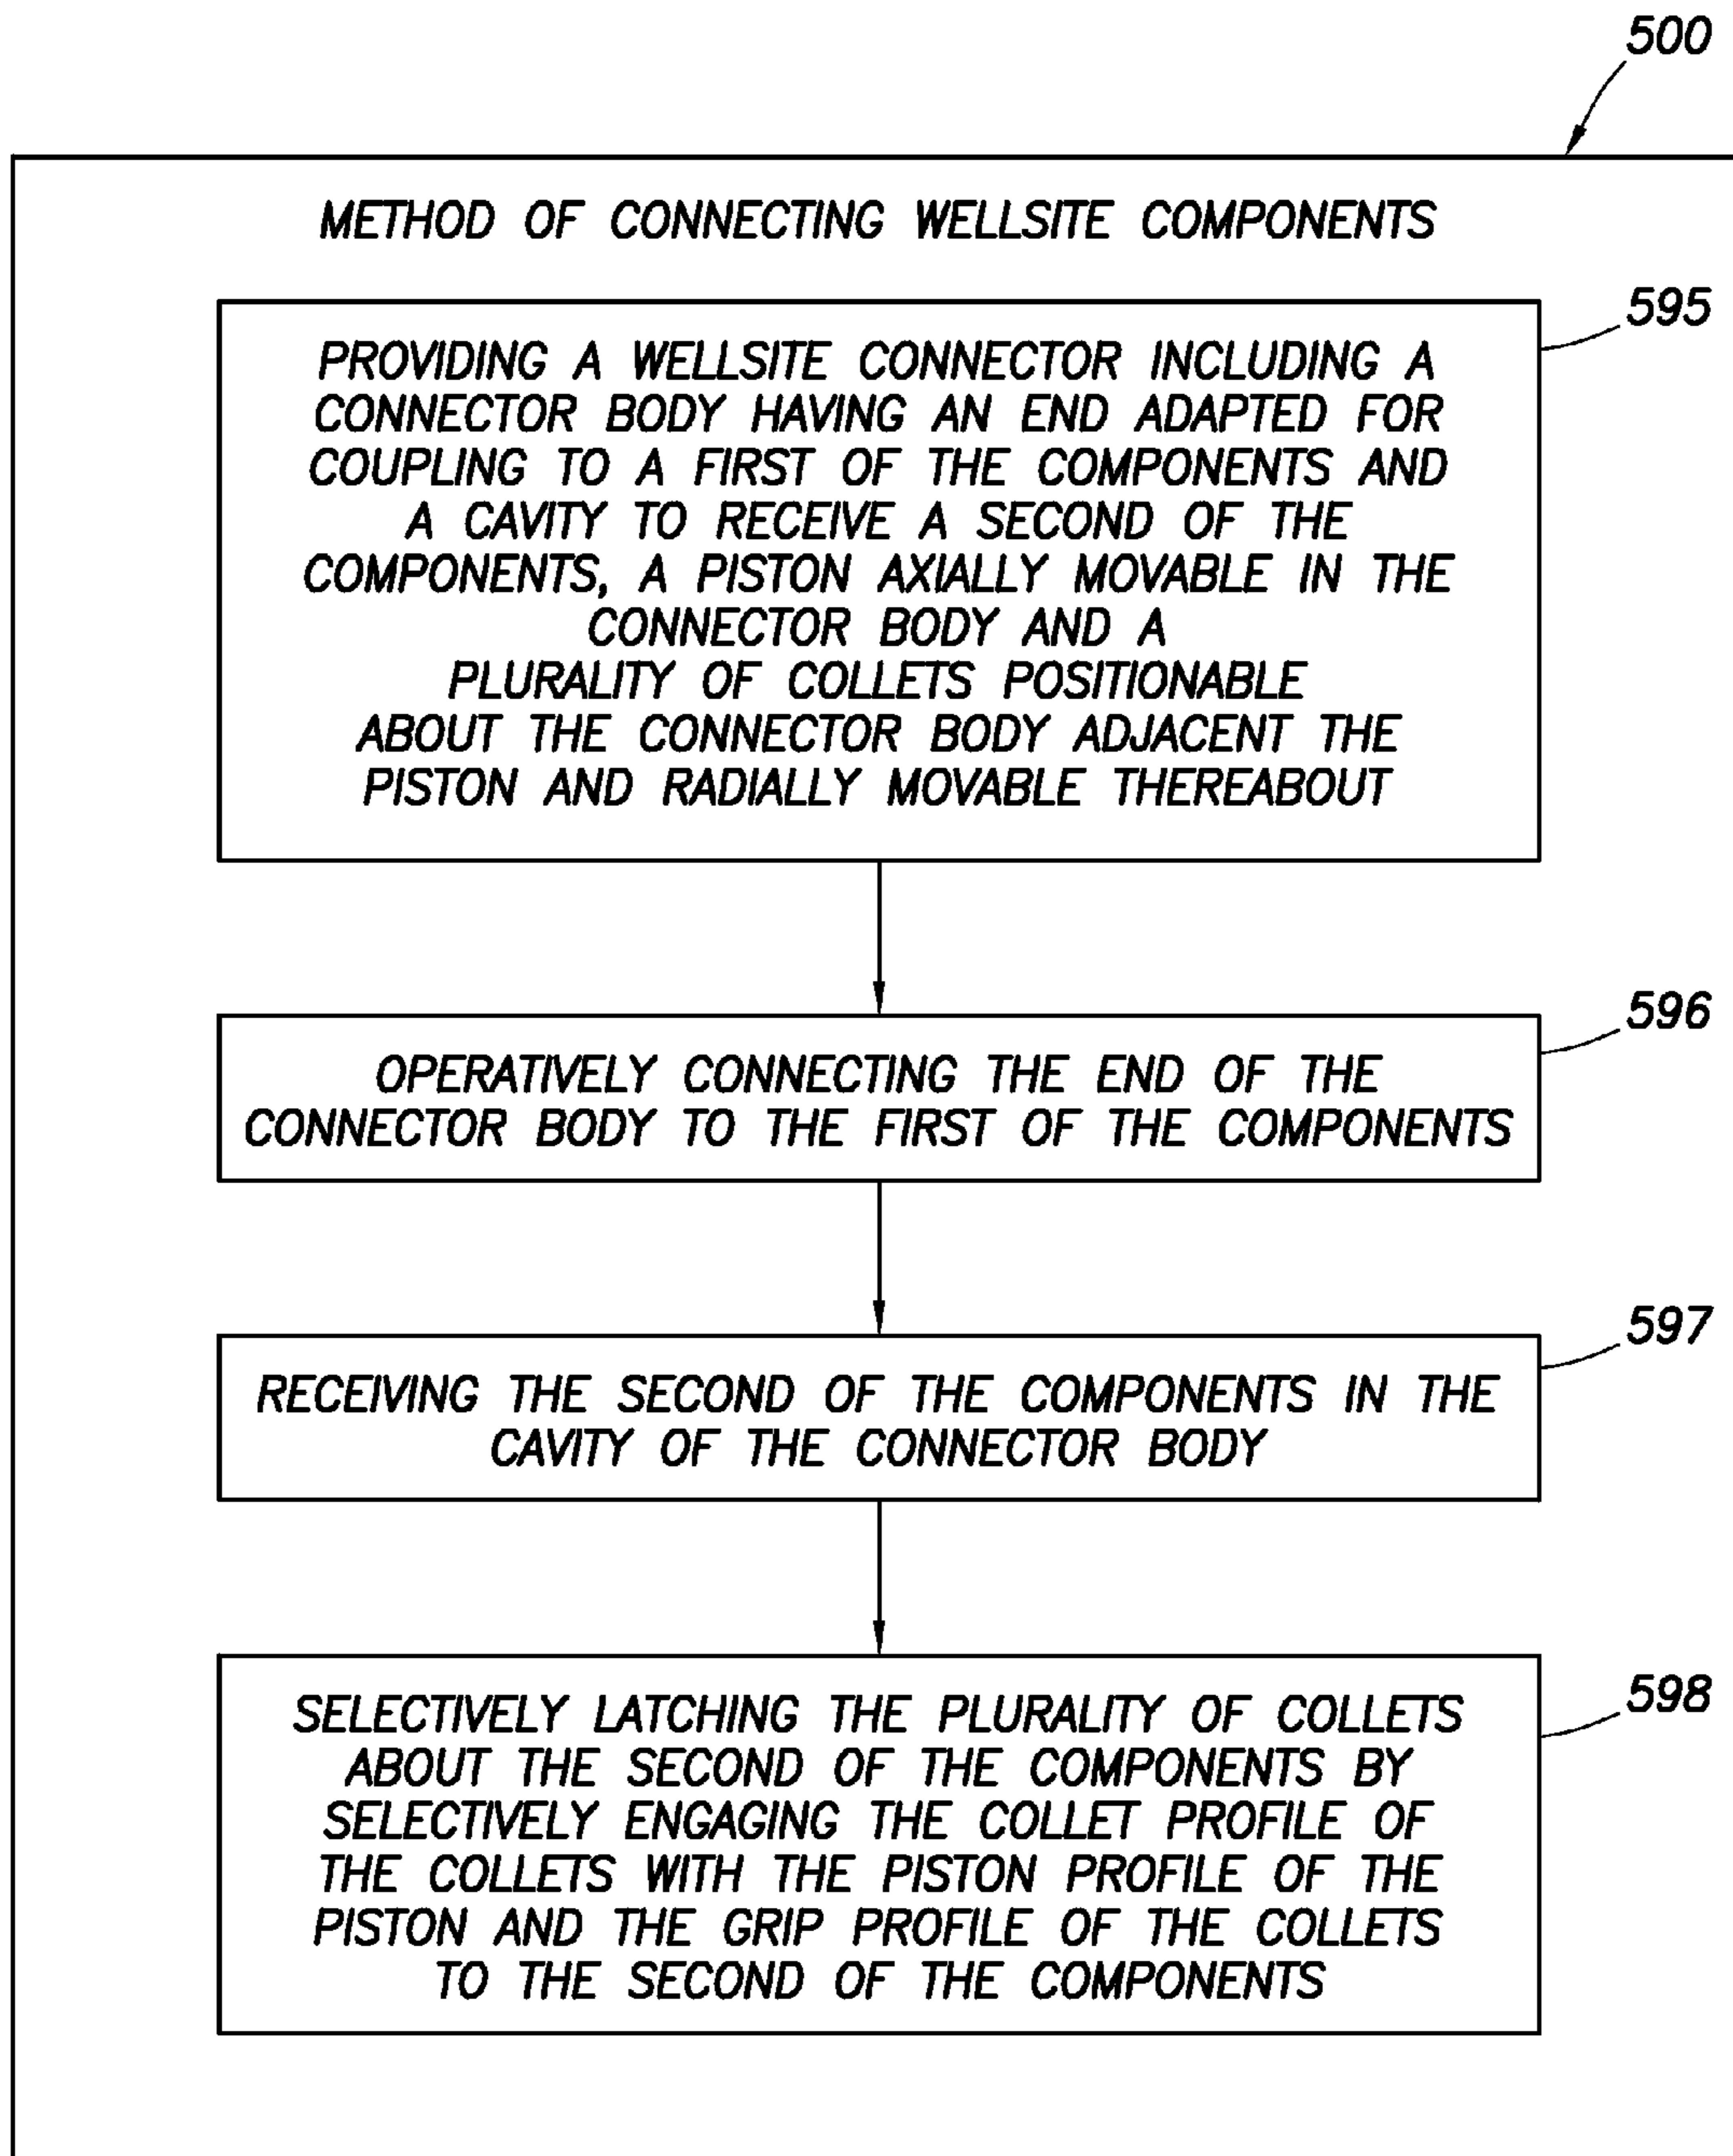 500
METHOD OF CONNECTING WELLSITE COMPONENTS
595
PROVIDING A WELLSITE CONNECTOR INCLUDING A
CONNECTOR BODY HAVING AN END ADAPTED FOR
COUPLING TO A FIRST OF THE COMPONENTS AND
A CAVITY TO RECEIVE A SECOND OF THE
COMPONENTS, A PISTON AXIALLY MOVABLE IN THE
CONNECTOR BODY AND A
PLURALITY OF COLLETS POSITIONABLE
ABOUT THE CONNECTOR BODY ADJACENT THE
PISTON AND RADIALLY MOVABLE THEREABOUT
596
OPERATIVELY CONNECTING THE END OF THE
CONNECTOR BODY TO THE FIRST OF THE COMPONENTS
597
RECEIVING THE SECOND OF THE COMPONENTS IN THE
CAVITY OF THE CONNECTOR BODY
598
SELECTIVELY LATCHING THE PLURALITY OF COLLETS
ABOUT THE SECOND OF THE COMPONENTS BY
SELECTIVELY ENGAGING THE COLLET PROFILE OF
THE COLLETS WITH THE PISTON PROFILE OF THE
PISTON AND THE GRIP PROFILE OF THE COLLETS
TO THE SECOND OF THE COMPONENTS